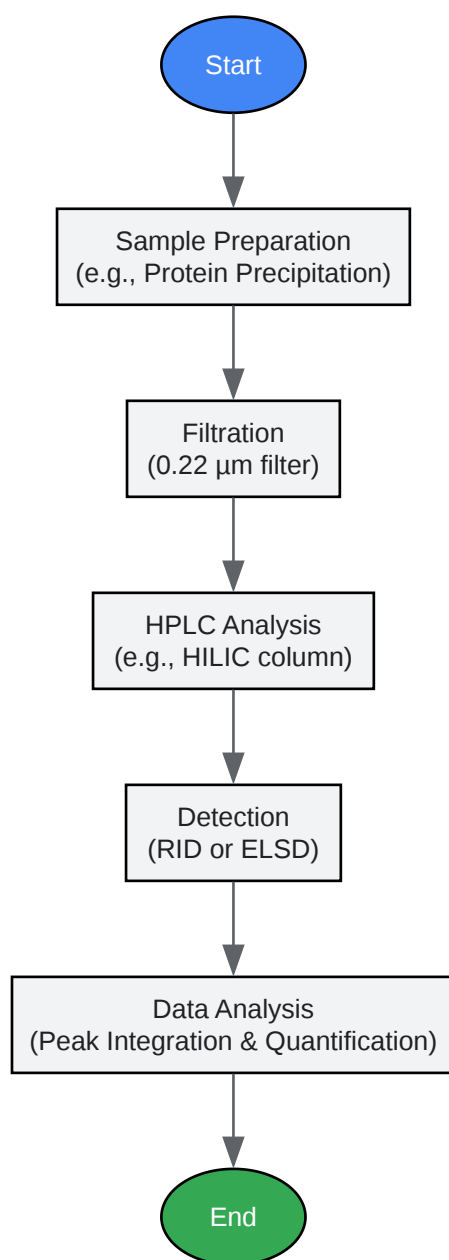 Start
Sample Preparation
(e.g., Protein Precipitation)
Filtration
(0.22 µm filter)
HPLC Analysis
(e.g., HILIC column)
Detection
(RID or ELSD)
Data Analysis
(Peak Integration & Quantification)
End